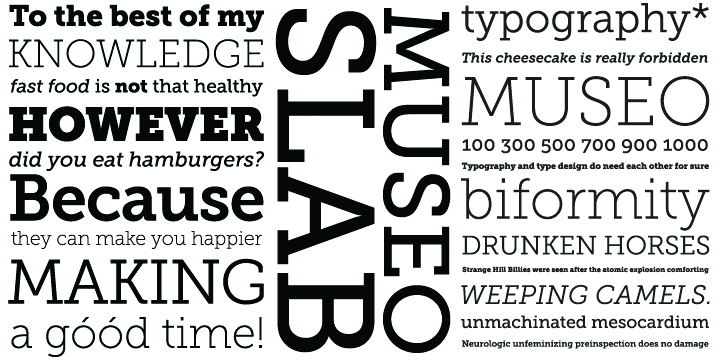 To the best of my
KNOWLEDGE
fast food is not that healthy
HOWEVER
did you eat hamburgers?
Because
they can make you happier
MAKING
a góód time!
SLAB
MUSEO
typography*
This cheesecake is really forbidden
MUSEO
100 300 500 700 900 1000
Typography and type design do need each other for sure
biformity
DRUNKEN HORSES
Strange Hill Billies were seen after the atomic explosion comforting
WEEPING CAMELS.
unmachinated mesocardium
Neurologic unfeminizing preinspection does no damage